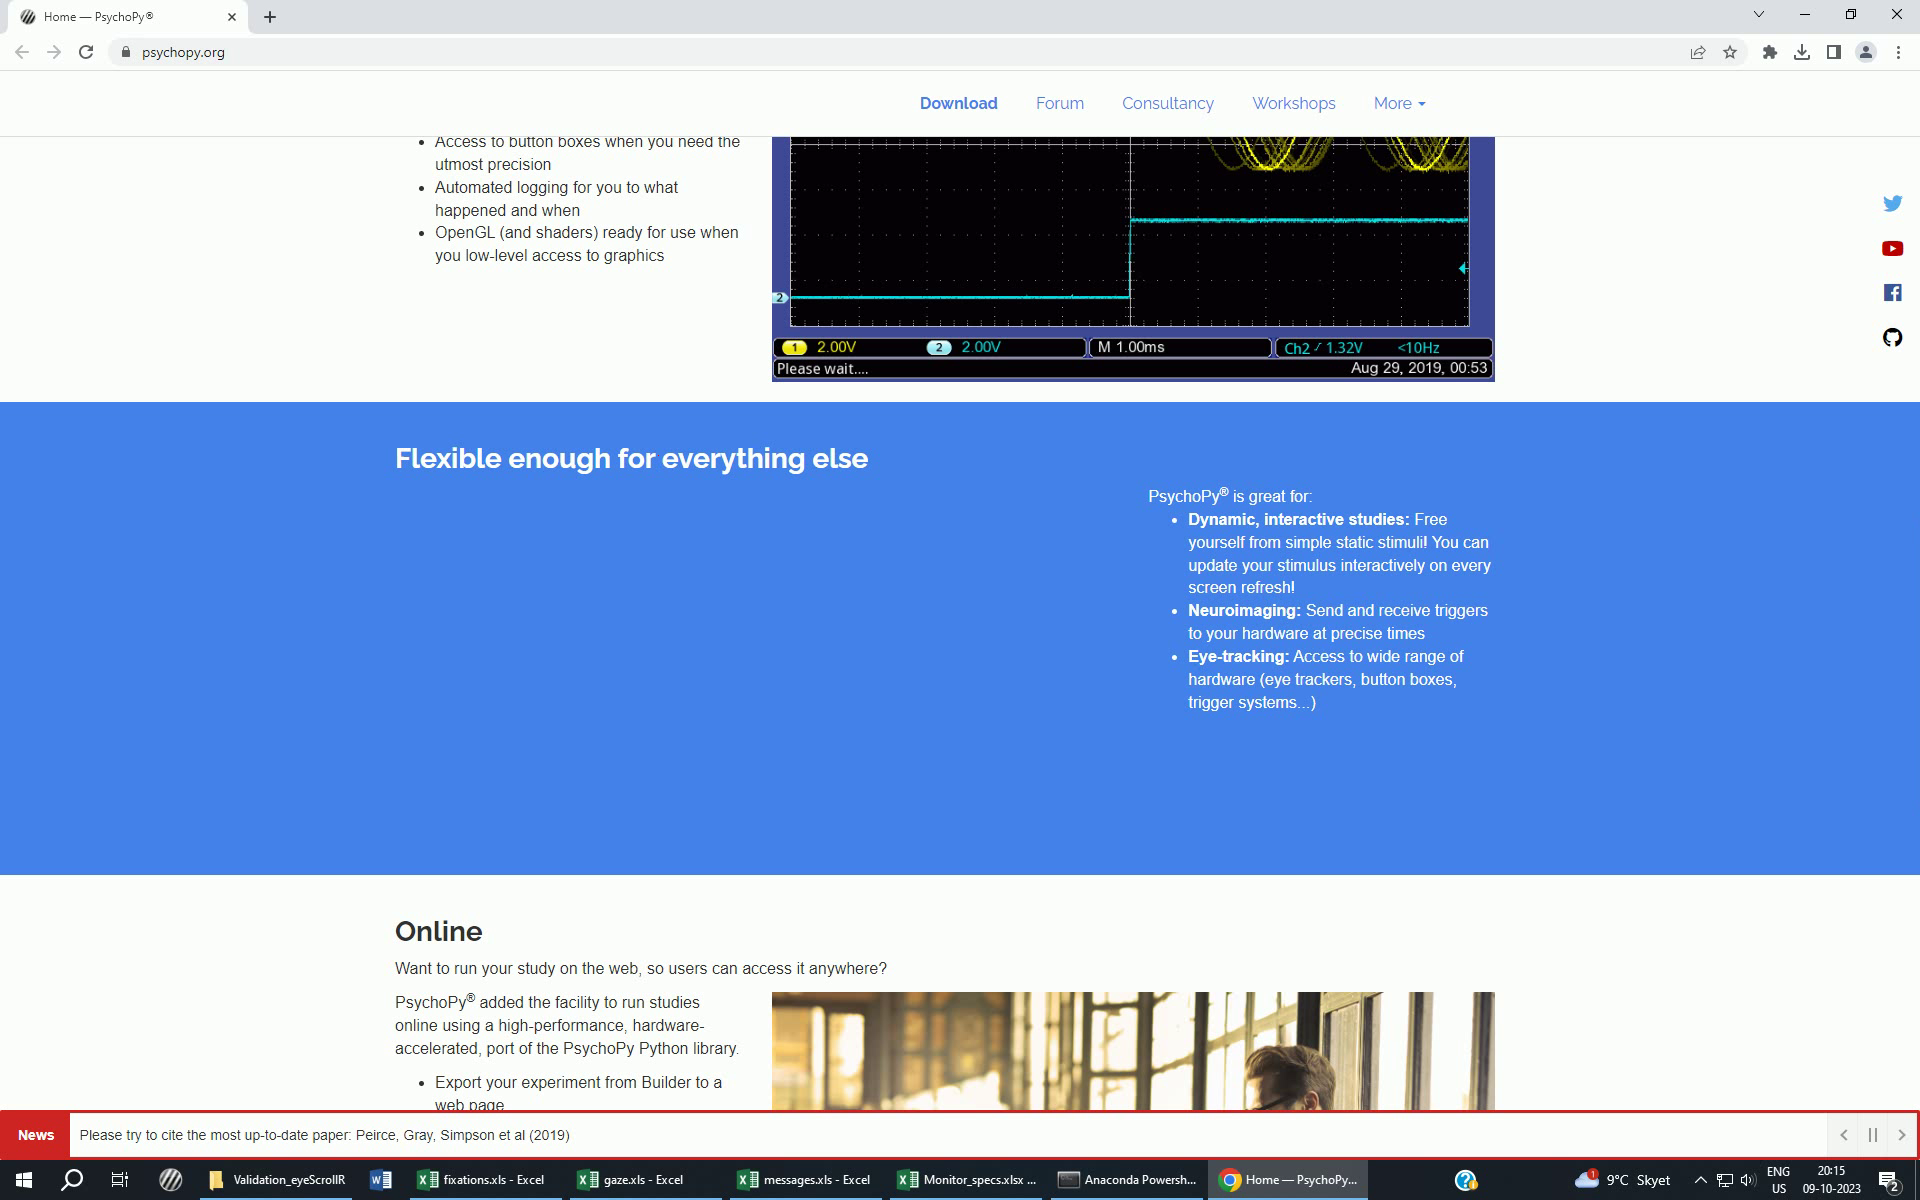 Home — PsychoPy®
psychopy.org
Download Forum Consultancy Workshops More
Access to button boxes when you need the
utmost precision
Automated logging for you to what
happened and when
OpenGL (and shaders) ready for use when
you low-level access to graphics
2
1 2.00V 2 2.00V M 1.00ms Ch2 1.32V <10Hz
Please wait.... Aug 29, 2019, 00:53
Flexible enough for everything else
PsychoPy® is great for:
Dynamic, interactive studies: Free
yourself from simple static stimuli! You can
update your stimulus interactively on every
screen refresh!
Neuroimaging: Send and receive triggers
to your hardware at precise times
Eye-tracking: Access to wide range of
hardware (eye trackers, button boxes,
trigger systems...)
Online
Want to run your study on the web, so users can access it anywhere?
PsychoPy® added the facility to run studies
online using a high-performance, hardware-
accelerated, port of the PsychoPy Python library.
Export your experiment from Builder to a
web page
News Please try to cite the most up-to-date paper: Peirce, Gray, Simpson et al (2019)
Validation_eyeScrollR fixations.xls - Excel gaze.xls - Excel messages.xls - Excel Monitor_specs.xlsx ... Anaconda Powersh... Home — PsychoPy... 1 9°C Skyet ENG 20:15
US 09-10-2023 2